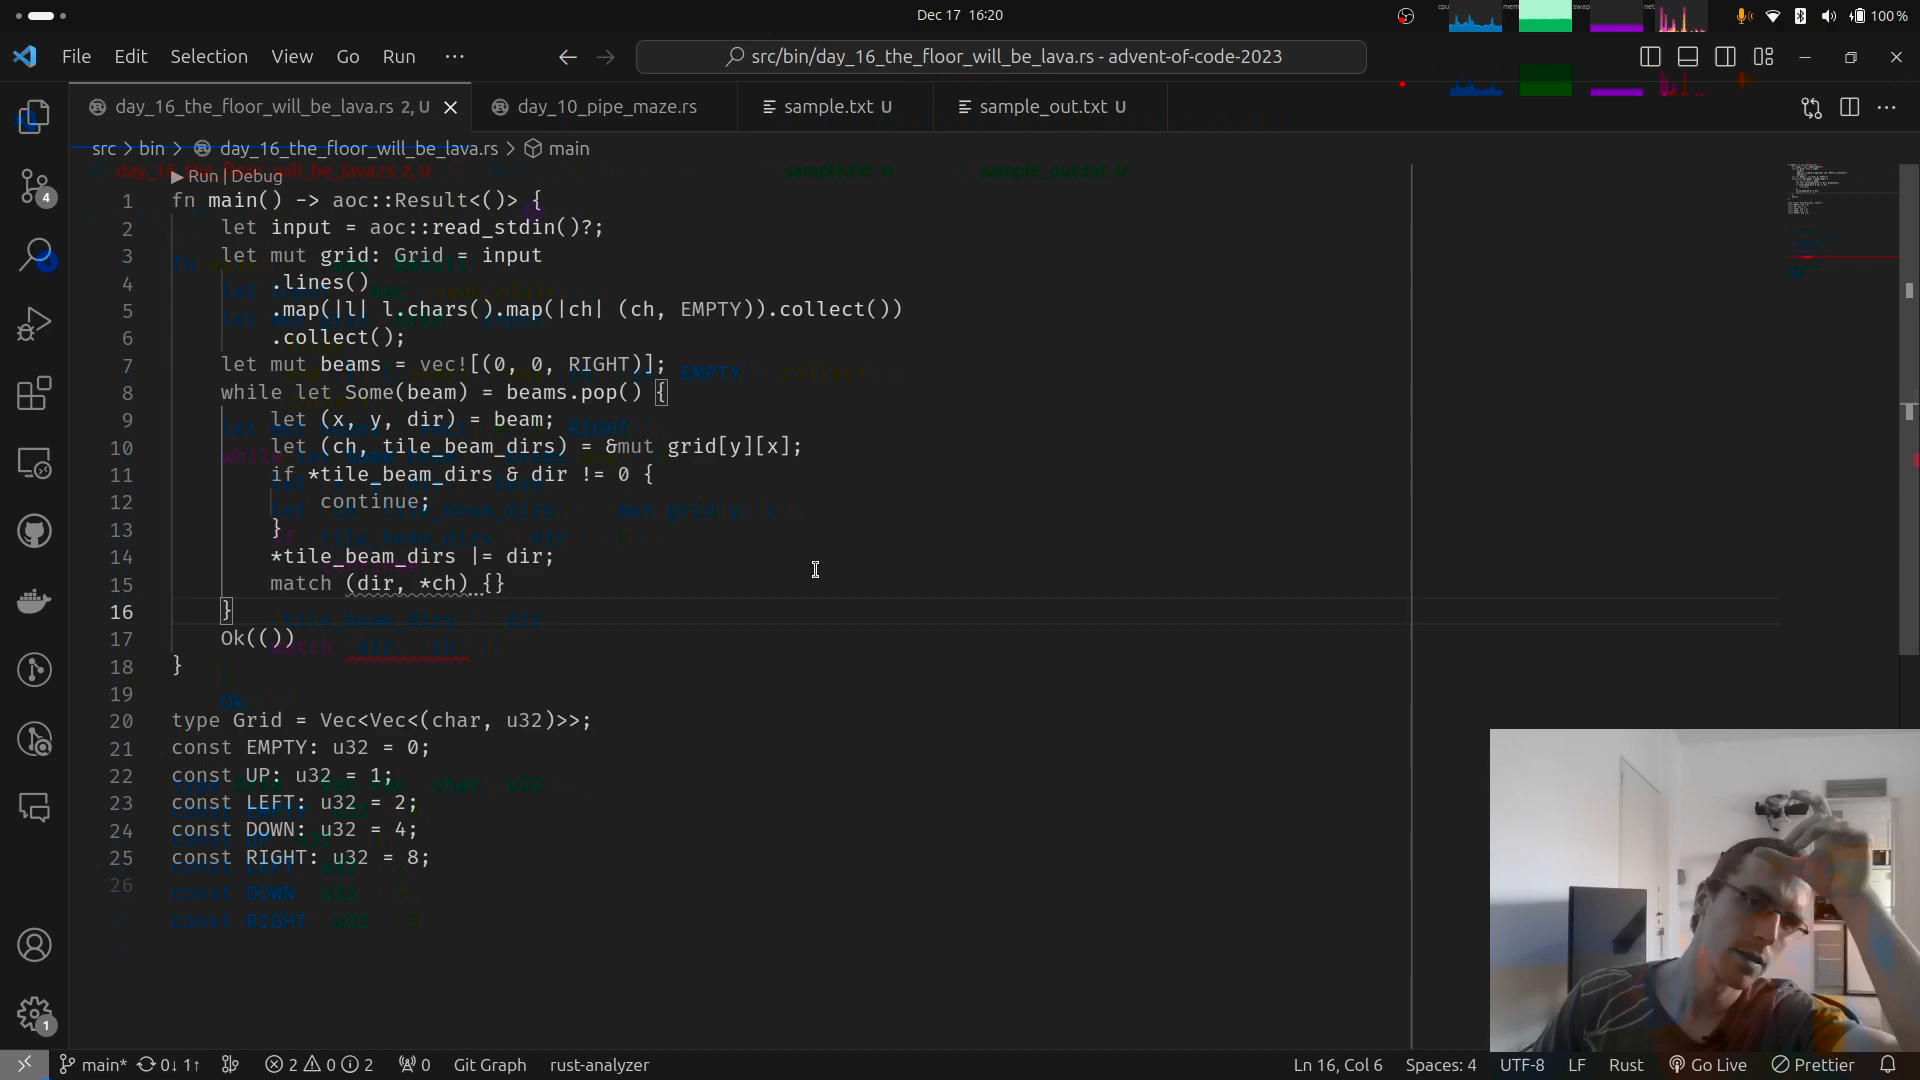 Dec 17 16:20
cpu mem swap net 100 %
File Edit Selection View Go Run ···
src/bin/day_16_the_floor_will_be_lava.rs - advent-of-code-2023
day_16_the_floor_will_be_lava.rs 2, U
day_10_pipe_maze.rs
sample.txt U
sample_out.txt U
src > bin > day_16_the_floor_will_be_lava.rs > main
Run | Debug
1 fn main() -> aoc::Result<()> {
2 let input = aoc::read_stdin()?;
3 let mut grid: Grid = input
4 .lines()
5 .map(|l| l.chars().map(|ch| (ch, EMPTY)).collect())
6 .collect();
7 let mut beams = vec![(0, 0, RIGHT)];
8 while let Some(beam) = beams.pop() {
9 let (x, y, dir) = beam;
10 let (ch, tile_beam_dirs) = &mut grid[y][x];
11 if *tile_beam_dirs & dir != 0 {
12 continue;
13 }
14 *tile_beam_dirs |= dir;
15 match (dir, *ch) {}
16 }
17 Ok(())
18 }
19
20 type Grid = Vec<Vec<(char, u32)>>;
21 const EMPTY: u32 = 0;
22 const UP: u32 = 1;
23 const LEFT: u32 = 2;
24 const DOWN: u32 = 4;
25 const RIGHT: u32 = 8;
26
4
1
main* 0↓ 1↑ 2 0 2 0 Git Graph rust-analyzer Ln 16, Col 6 Spaces: 4 UTF-8 LF Rust Go Live Prettier